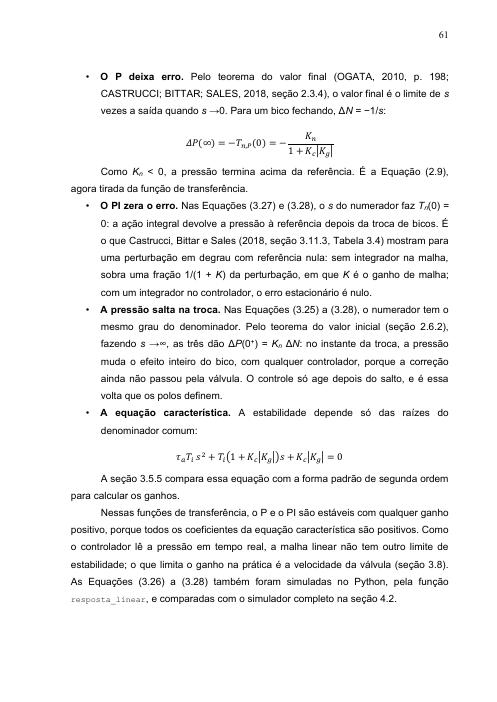 61
• O P deixa erro. Pelo teorema do valor final (OGATA, 2010, p. 198;
CASTRUCCI; BITTAR; SALES, 2018, seção 2.3.4), o valor final é o limite de s
vezes a saída quando s →0. Para um bico fechando, ΔN = −1/s:
ΔP(∞) = −Tₙ,P(0) = − Kₙ / (1 + K_c|K_g|)
Como Kₙ < 0, a pressão termina acima da referência. É a Equação (2.9),
agora tirada da função de transferência.
• O PI zera o erro. Nas Equações (3.27) e (3.28), o s do numerador faz Tₙ(0) =
0: a ação integral devolve a pressão à referência depois da troca de bicos. É
o que Castrucci, Bittar e Sales (2018, seção 3.11.3, Tabela 3.4) mostram para
uma perturbação em degrau com referência nula: sem integrador na malha,
sobra uma fração 1/(1 + K) da perturbação, em que K é o ganho de malha;
com um integrador no controlador, o erro estacionário é nulo.
• A pressão salta na troca. Nas Equações (3.25) a (3.28), o numerador tem o
mesmo grau do denominador. Pelo teorema do valor inicial (seção 2.6.2),
fazendo s →∞, as três dão ΔP(0⁺) = Kₙ ΔN: no instante da troca, a pressão
muda o efeito inteiro do bico, com qualquer controlador, porque a correção
ainda não passou pela válvula. O controle só age depois do salto, e é essa
volta que os polos definem.
• A equação característica. A estabilidade depende só das raízes do
denominador comum:
τₐTᵢ s² + Tᵢ(1 + K_c|K_g|)s + K_c|K_g| = 0
A seção 3.5.5 compara essa equação com a forma padrão de segunda ordem
para calcular os ganhos.
Nessas funções de transferência, o P e o PI são estáveis com qualquer ganho
positivo, porque todos os coeficientes da equação característica são positivos. Como
o controlador lê a pressão em tempo real, a malha linear não tem outro limite de
estabilidade; o que limita o ganho na prática é a velocidade da válvula (seção 3.8).
As Equações (3.26) a (3.28) também foram simuladas no Python, pela função
resposta_linear, e comparadas com o simulador completo na seção 4.2.